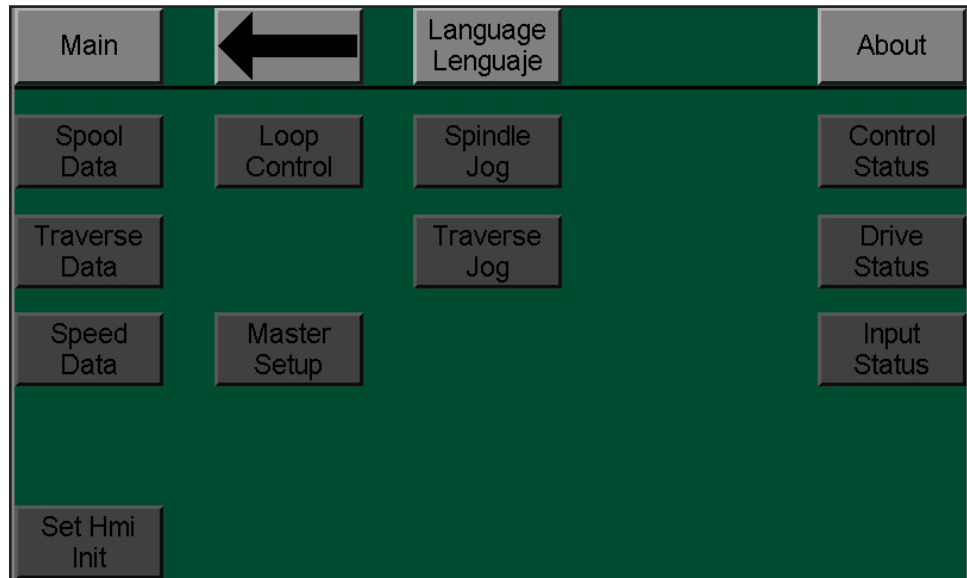 Main
Language
Lenguaje
About
Spool
Data
Loop
Control
Spindle
Jog
Control
Status
Traverse
Data
Traverse
Jog
Drive
Status
Speed
Data
Master
Setup
Input
Status
Set Hmi
Init